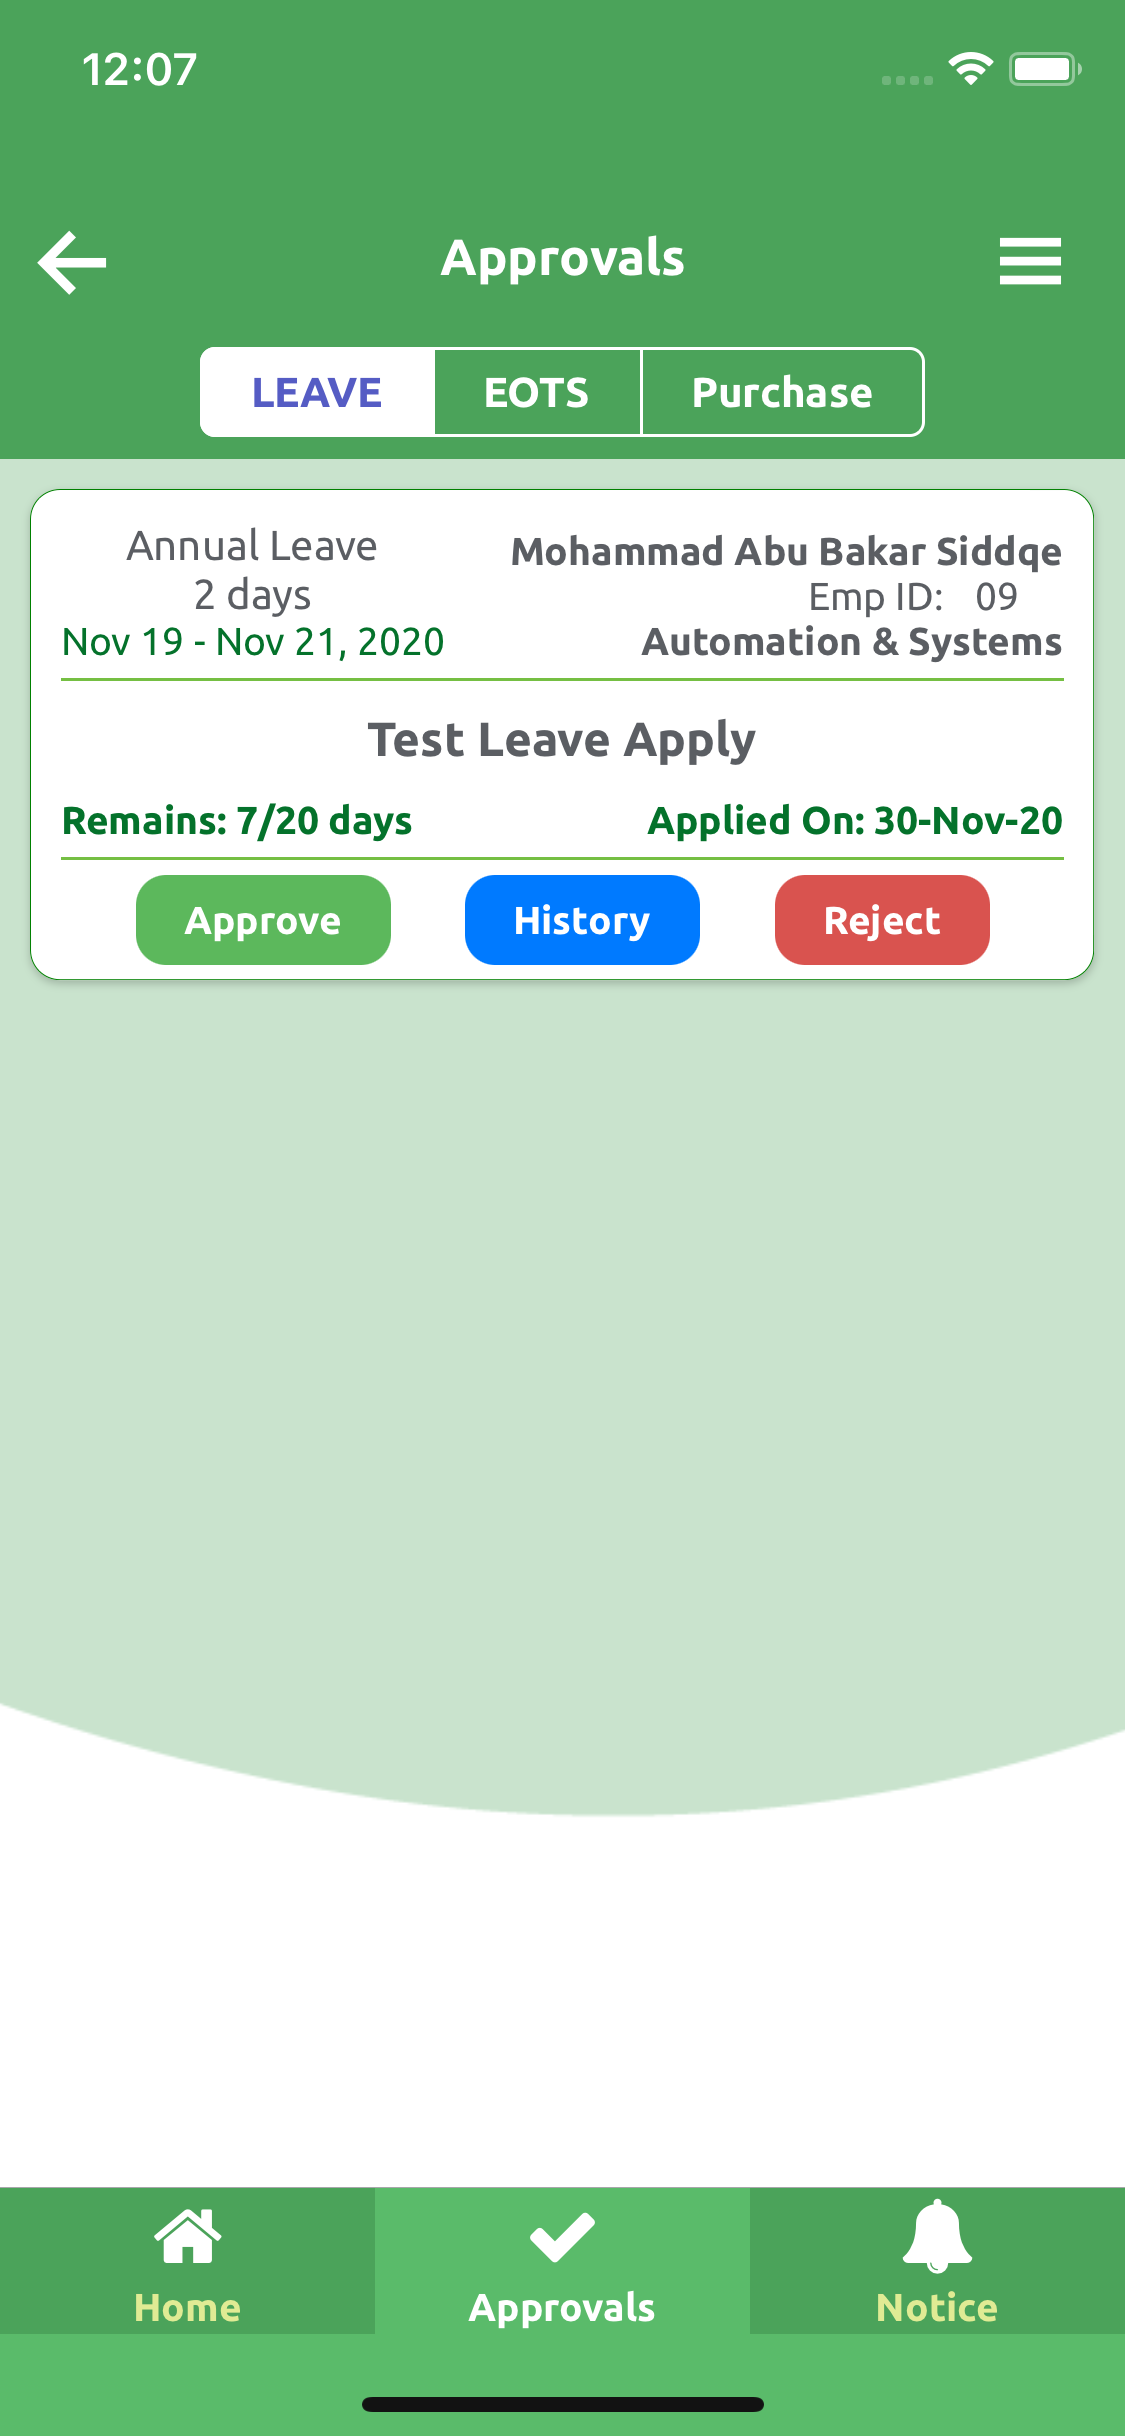 12:07
Approvals
LEAVE EOTS Purchase
Annual Leave
2 days
Nov 19 - Nov 21, 2020
Mohammad Abu Bakar Siddqe
Emp ID: 09
Automation & Systems
Test Leave Apply
Remains: 7/20 days Applied On: 30-Nov-20
Approve History Reject
Home Approvals Notice